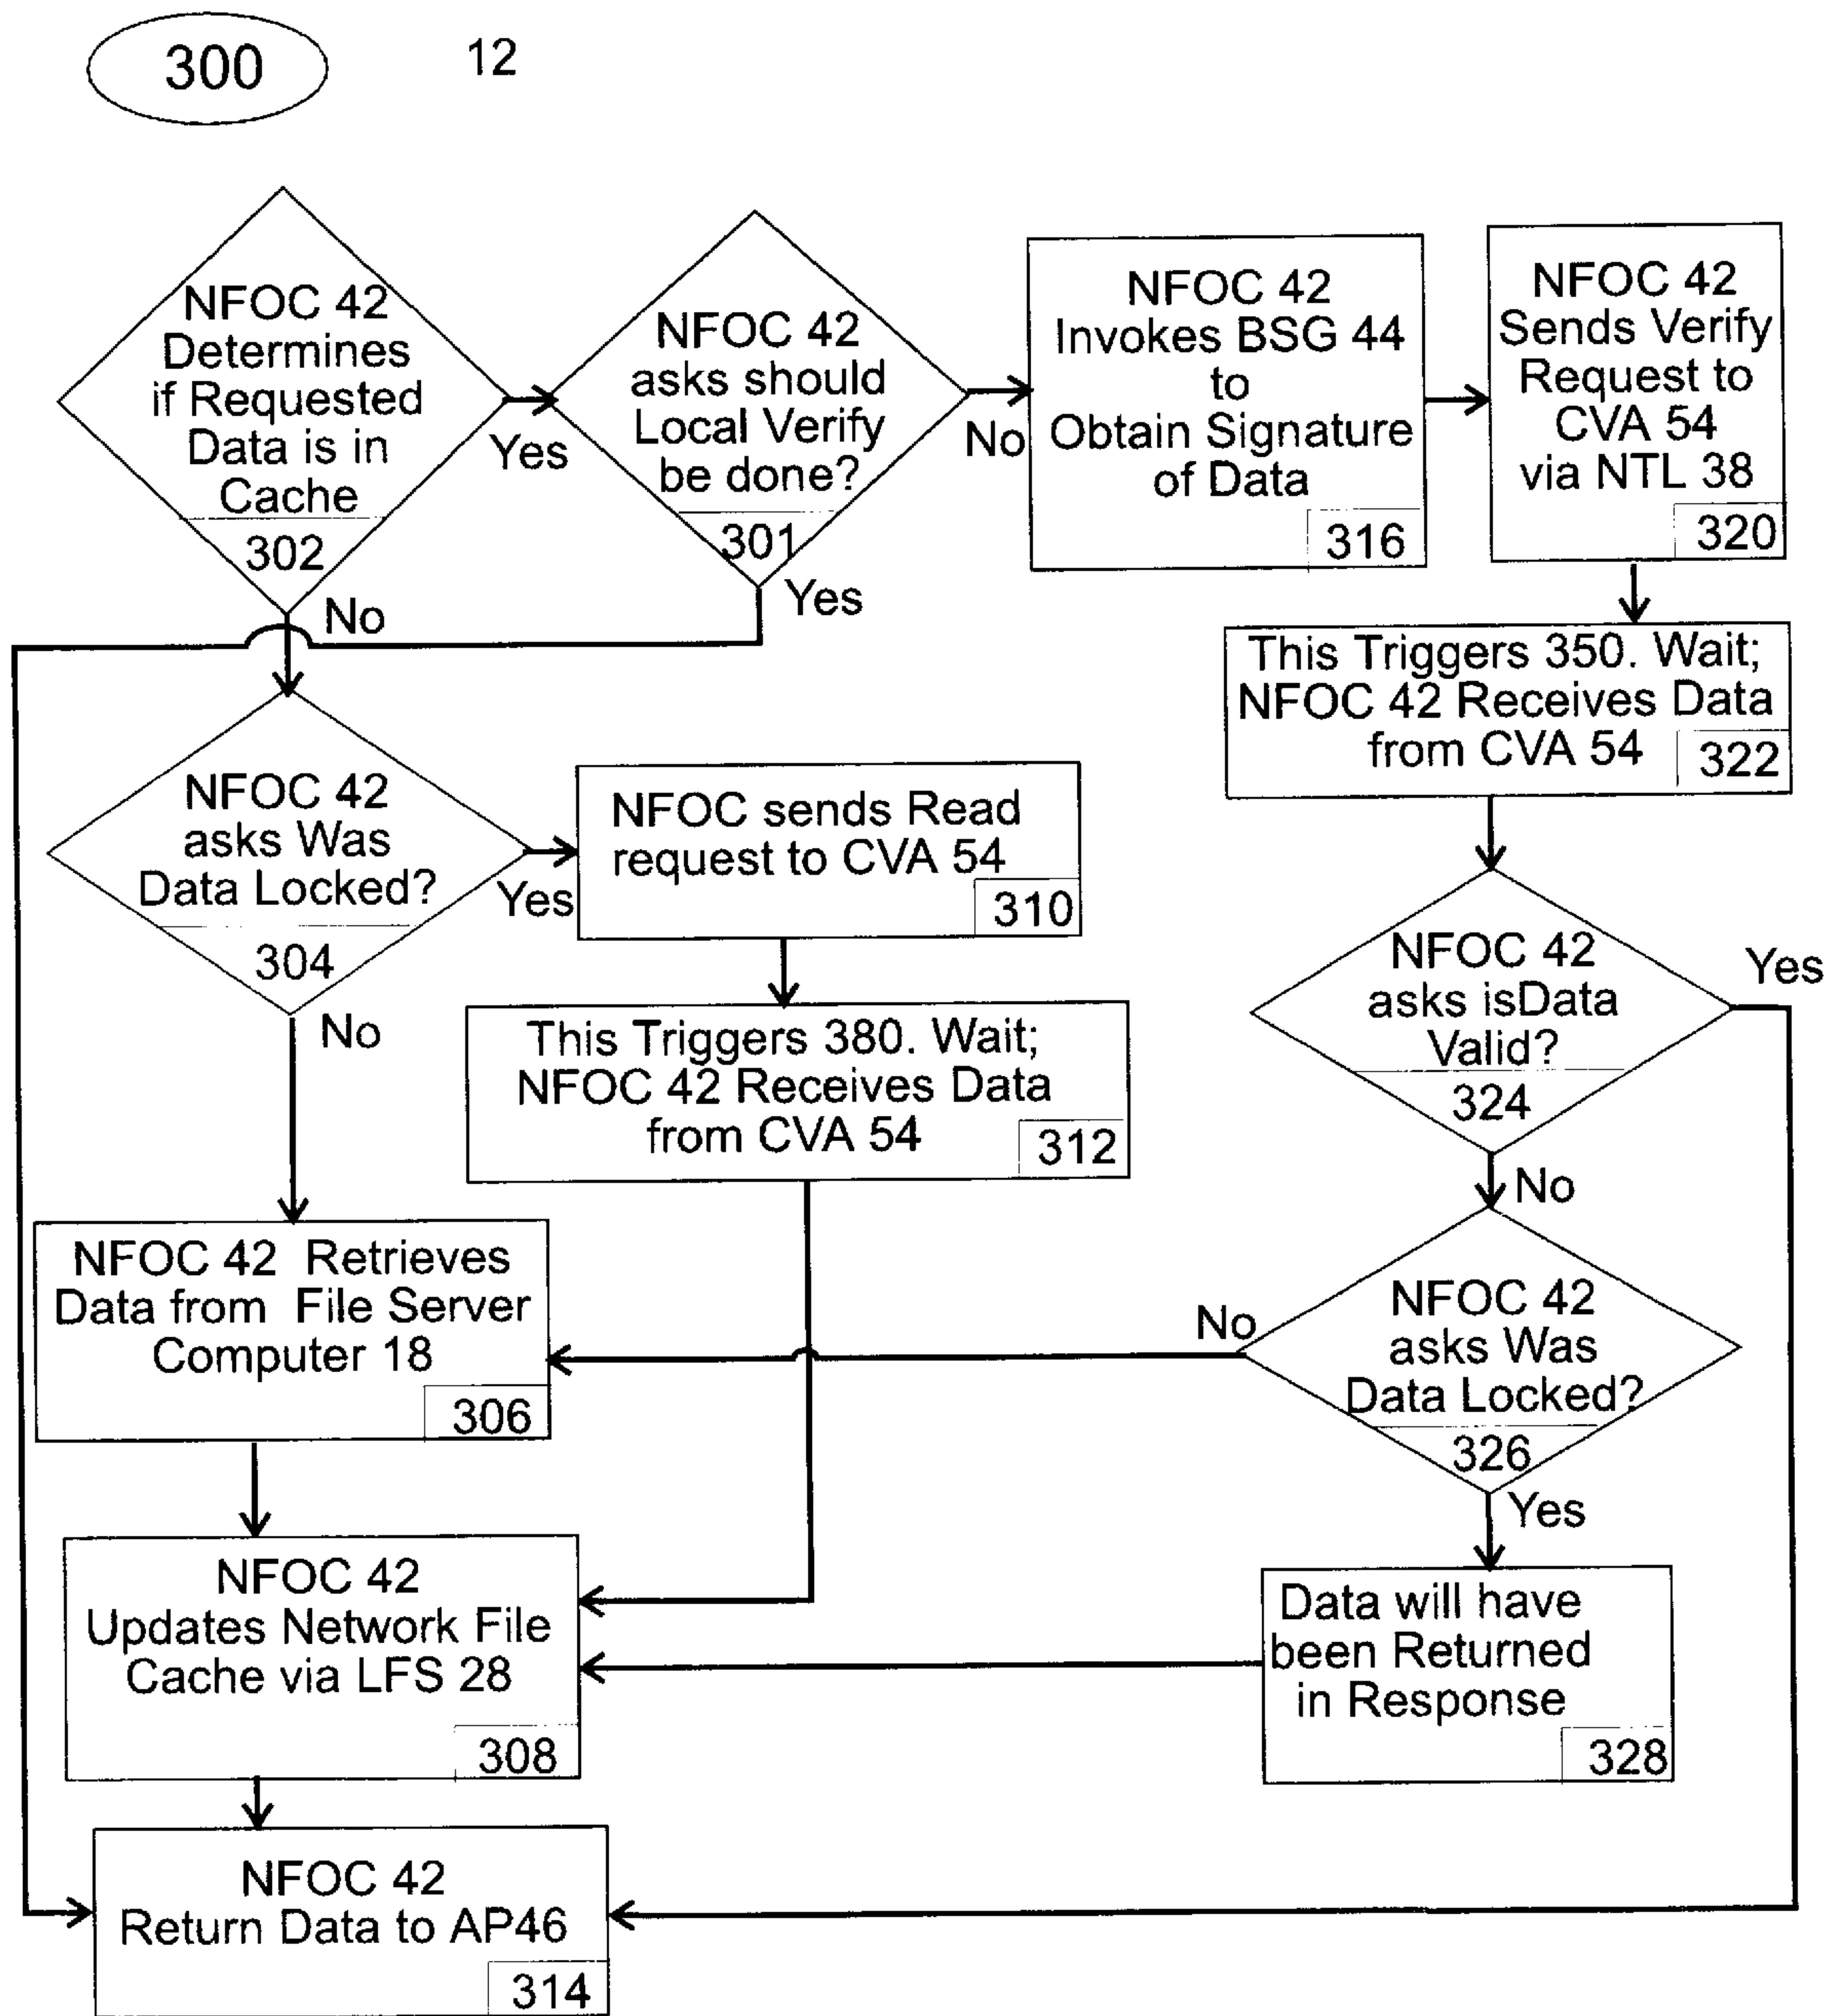 300
12
NFOC 42
Determines
if Requested
Data is in
Cache
302
Yes
No
NFOC 42
asks should
Local Verify
be done?
301
No
Yes
NFOC 42
Invokes BSG 44
to
Obtain Signature
of Data
316
NFOC 42
Sends Verify
Request to
CVA 54
via NTL 38
320
This Triggers 350. Wait;
NFOC 42 Receives Data
from CVA 54
322
NFOC 42
asks Was
Data Locked?
304
Yes
No
NFOC sends Read
request to CVA 54
310
This Triggers 380. Wait;
NFOC 42 Receives Data
from CVA 54
312
NFOC 42
asks isData
Valid?
324
Yes
No
NFOC 42 Retrieves
Data from File Server
Computer 18
306
NFOC 42
asks Was
Data Locked?
326
No
Yes
NFOC 42
Updates Network File
Cache via LFS 28
308
Data will have
been Returned
in Response
328
NFOC 42
Return Data to AP46
314